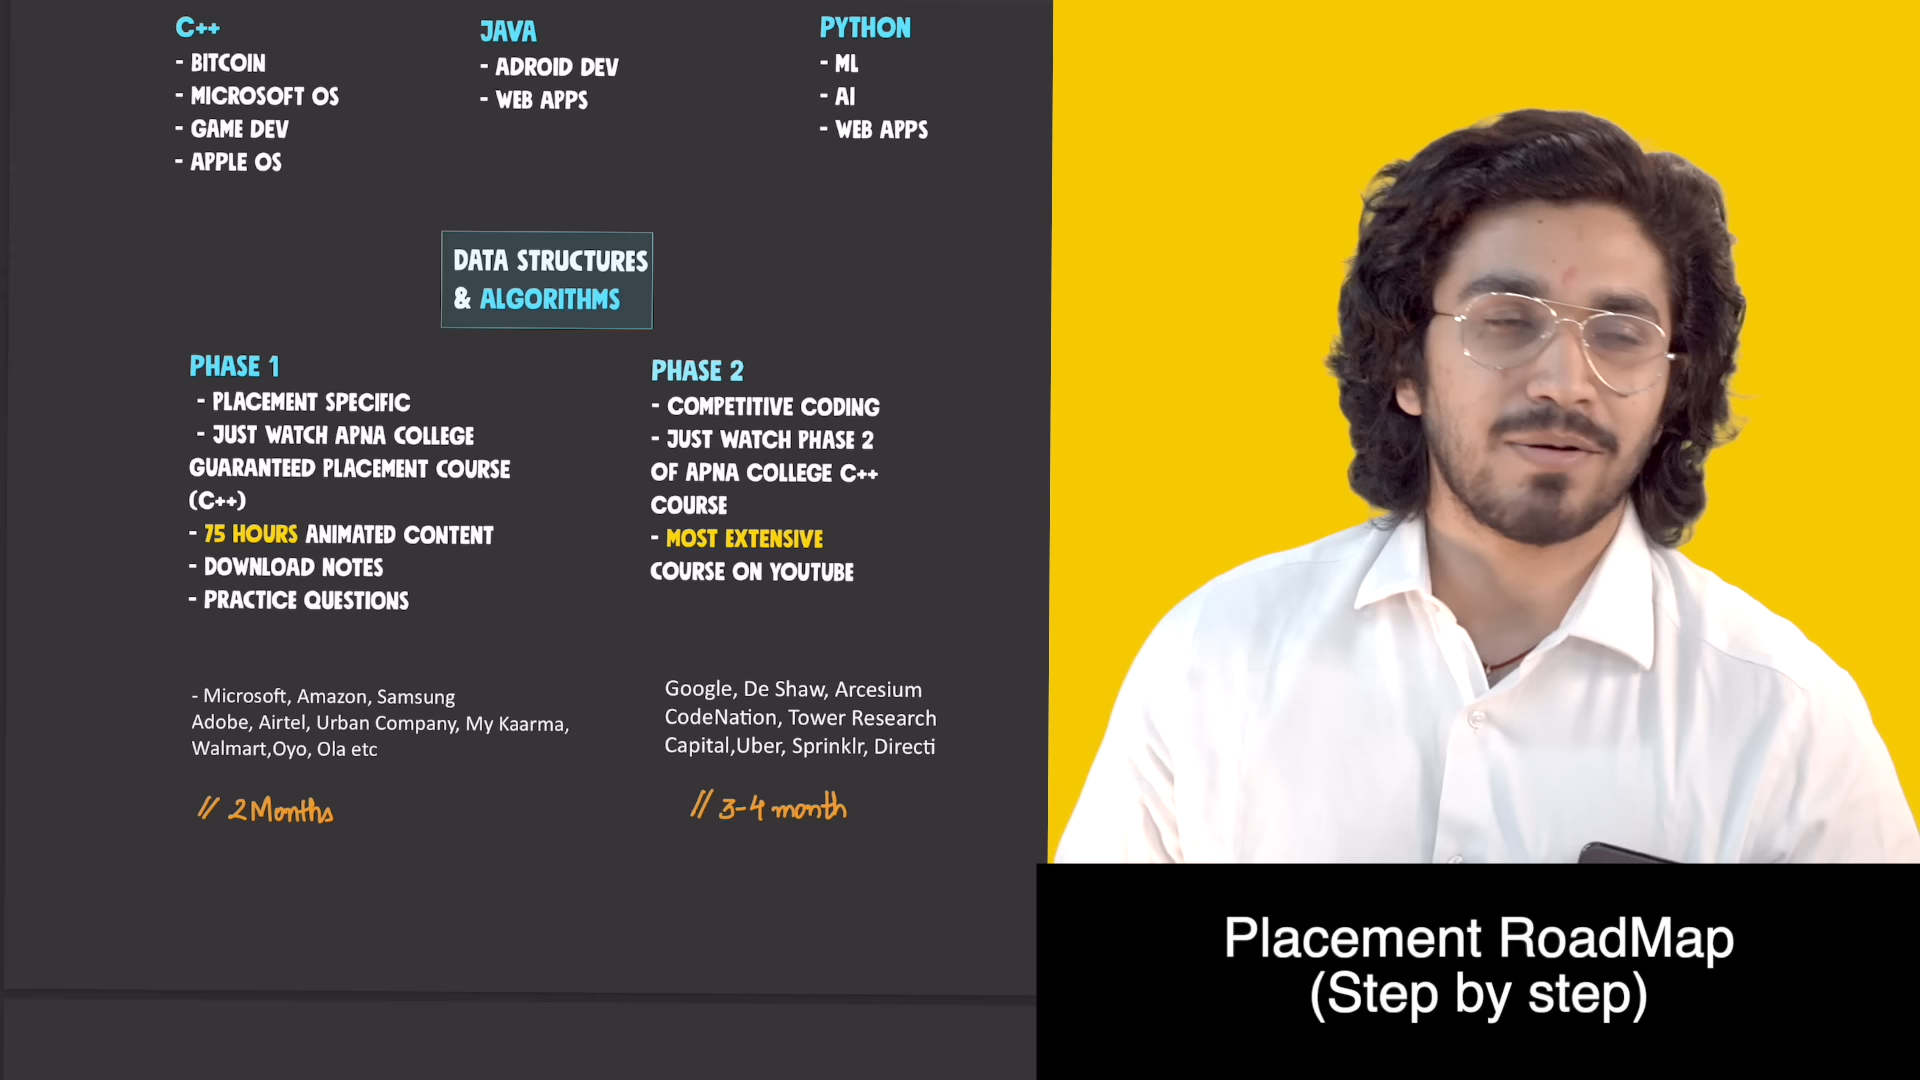 C++
- BITCOIN
- MICROSOFT OS
- GAME DEV
- APPLE OS
JAVA
- ADROID DEV
- WEB APPS
PYTHON
- ML
- AI
- WEB APPS
DATA STRUCTURES
& ALGORITHMS
PHASE 1
- PLACEMENT SPECIFIC
- JUST WATCH APNA COLLEGE
GUARANTEED PLACEMENT COURSE
(C++)
- 75 HOURS ANIMATED CONTENT
- DOWNLOAD NOTES
- PRACTICE QUESTIONS
- Microsoft, Amazon, Samsung
Adobe, Airtel, Urban Company, My Kaarma,
Walmart,Oyo, Ola etc
// 2 Months
PHASE 2
- COMPETITIVE CODING
- JUST WATCH PHASE 2
OF APNA COLLEGE C++
COURSE
- MOST EXTENSIVE
COURSE ON YOUTUBE
Google, De Shaw, Arcesium
CodeNation, Tower Research
Capital,Uber, Sprinklr, Directi
// 3-4 month
Placement RoadMap
(Step by step)